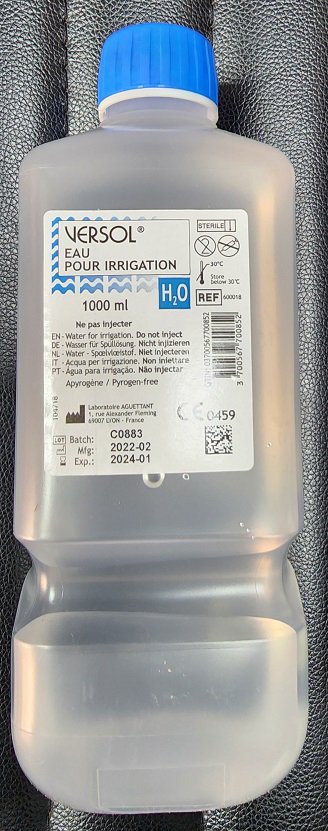 VERSOL®
EAU
POUR IRRIGATION
1000 ml
H₂O
STERILE
30°C
Store
below 30°C
REF 600018
Ne pas injecter
EN - Water for irrigation. Do not inject
DE - Wasser für Spüllösung. Nicht injizieren
NL - Water - Spoelvloeistof. Niet injecteren
IT - Acqua per irrigazione. Non iniettare
PT - Água para irrigação. Não injectar
Apyrogène / Pyrogen-free
Laboratoire AGUETTANT
1, rue Alexander Fleming
69007 LYON - France
CE 0459
LOT Batch: C0883
Mfg: 2022-02
Exp.: 2024-01
3 700567 700852